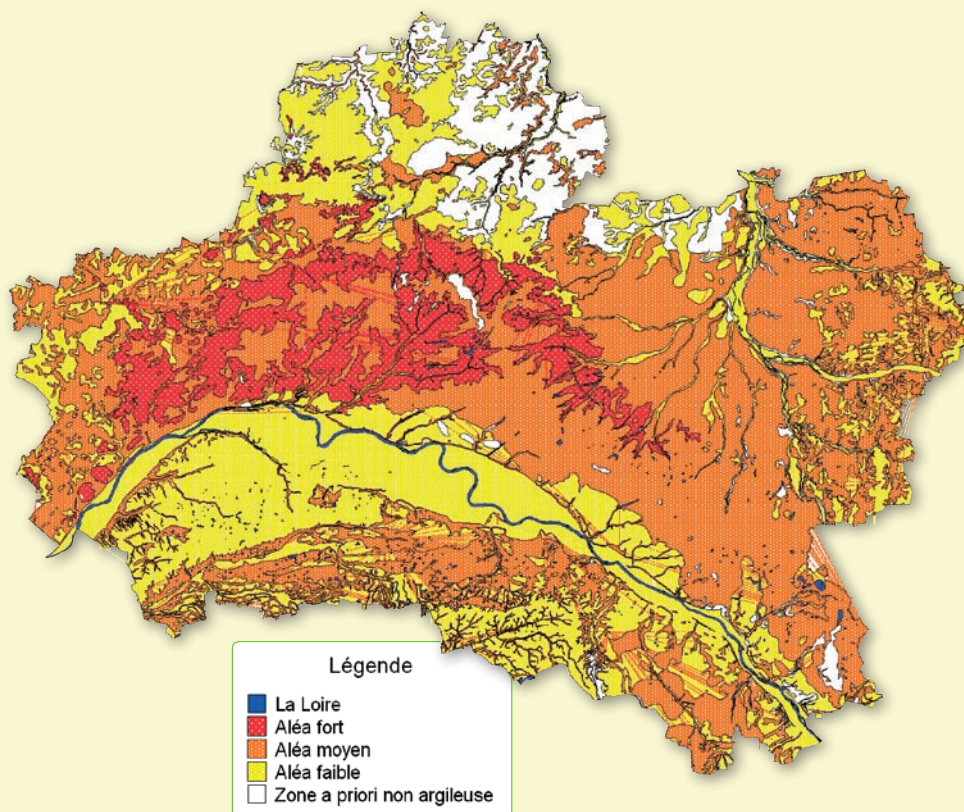 Légende
La Loire
Aléa fort
Aléa moyen
Aléa faible
Zone a priori non argileuse